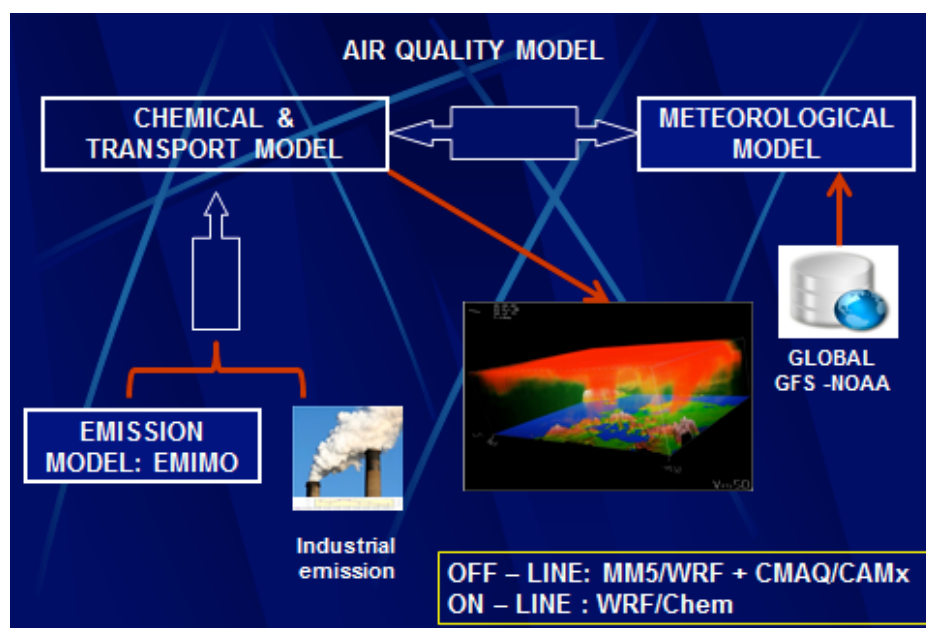 AIR QUALITY MODEL
CHEMICAL &
TRANSPORT MODEL
METEOROLOGICAL
MODEL
GLOBAL
GFS -NOAA
EMISSION
MODEL: EMIMO
Industrial
emission
OFF – LINE: MM5/WRF + CMAQ/CAMx
ON – LINE : WRF/Chem